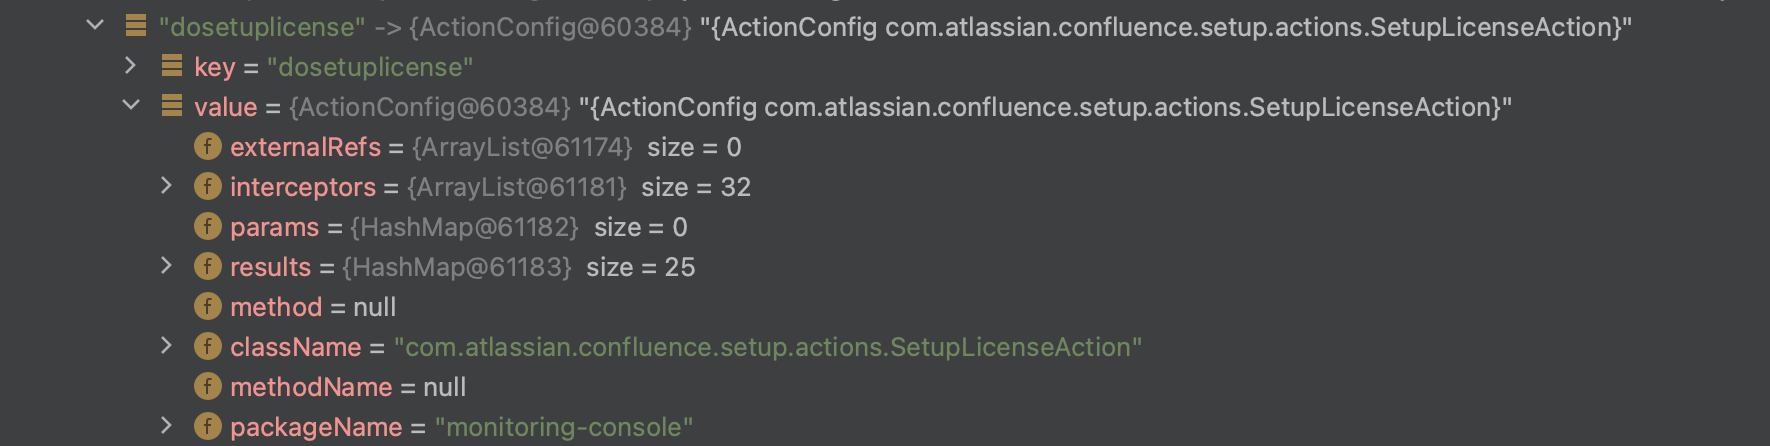 "dosetuplicense" -> {ActionConfig@60384} "{ActionConfig com.atlassian.confluence.setup.actions.SetupLicenseAction}"
key = "dosetuplicense"
value = {ActionConfig@60384} "{ActionConfig com.atlassian.confluence.setup.actions.SetupLicenseAction}"
f externalRefs = {ArrayList@61174} size = 0
f interceptors = {ArrayList@61181} size = 32
f params = {HashMap@61182} size = 0
f results = {HashMap@61183} size = 25
f method = null
f className = "com.atlassian.confluence.setup.actions.SetupLicenseAction"
f methodName = null
f packageName = "monitoring-console"